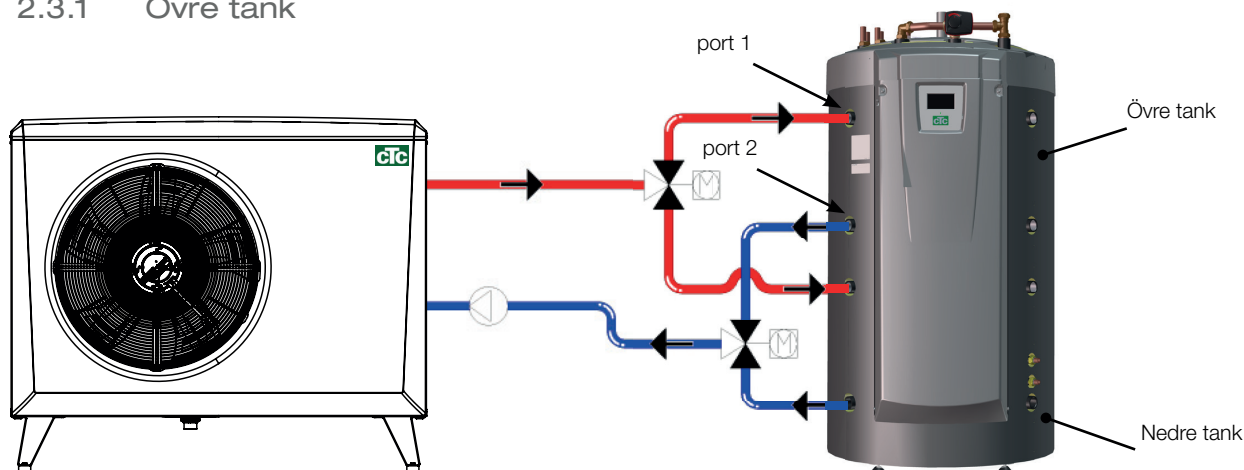 2.3.1 Övre tank
port 1
CTC
Övre tank
CTC
port 2
M
M
Nedre tank